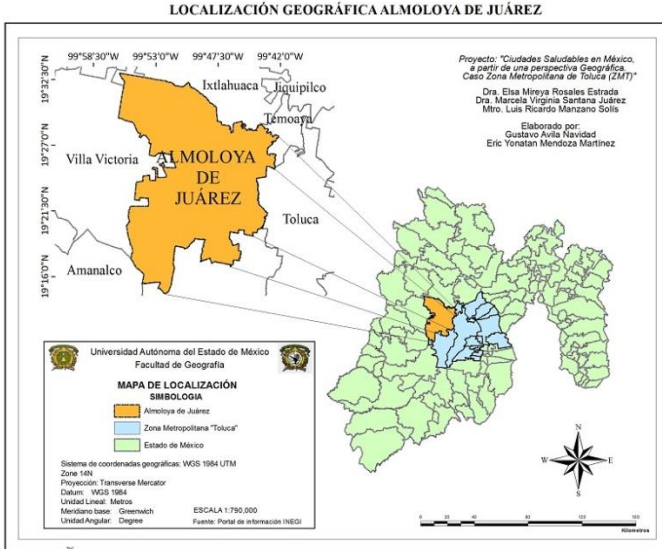 LOCALIZACIÓN GEOGRÁFICA ALMOLOYA DE JUÁREZ
99°58'30"W 99°53'0"W 99°47'30"W 99°42'0"W
19°32'30"N
19°27'0"N
19°21'30"N
19°16'0"N
Ixtlahuaca
Jiquipilco
Temoaya
Villa Victoria
ALMOLOYA
DE
JUÁREZ
Toluca
Amanalco
Proyecto: "Ciudades Saludables en México,
a partir de una perspectiva Geográfica.
Caso Zona Metropolitana de Toluca (ZMT)"
Dra. Elsa Mireya Rosales Estrada
Dra. Marcela Virginia Santana Juárez
Mtro. Luis Ricardo Manzano Solís
Elaborado por:
Gustavo Avila Navidad
Eric Yonatan Mendoza Martínez
Universidad Autónoma del Estado de México
Facultad de Geografía
MAPA DE LOCALIZACIÓN
SIMBOLOGIA
Almoloya de Juárez
Zona Metropolitana "Toluca"
Estado de México
Sistema de coordenadas geográficas: WGS 1984 UTM
Zone 14N
Proyección: Transverse Mercator
Datum: WGS 1984
Unidad Lineal: Metros
Meridiano base: Greenwich
Unidad Angular: Degree
ESCALA 1:790,000
Fuente: Portal de información INEGI
N
W E
S
Kilometros